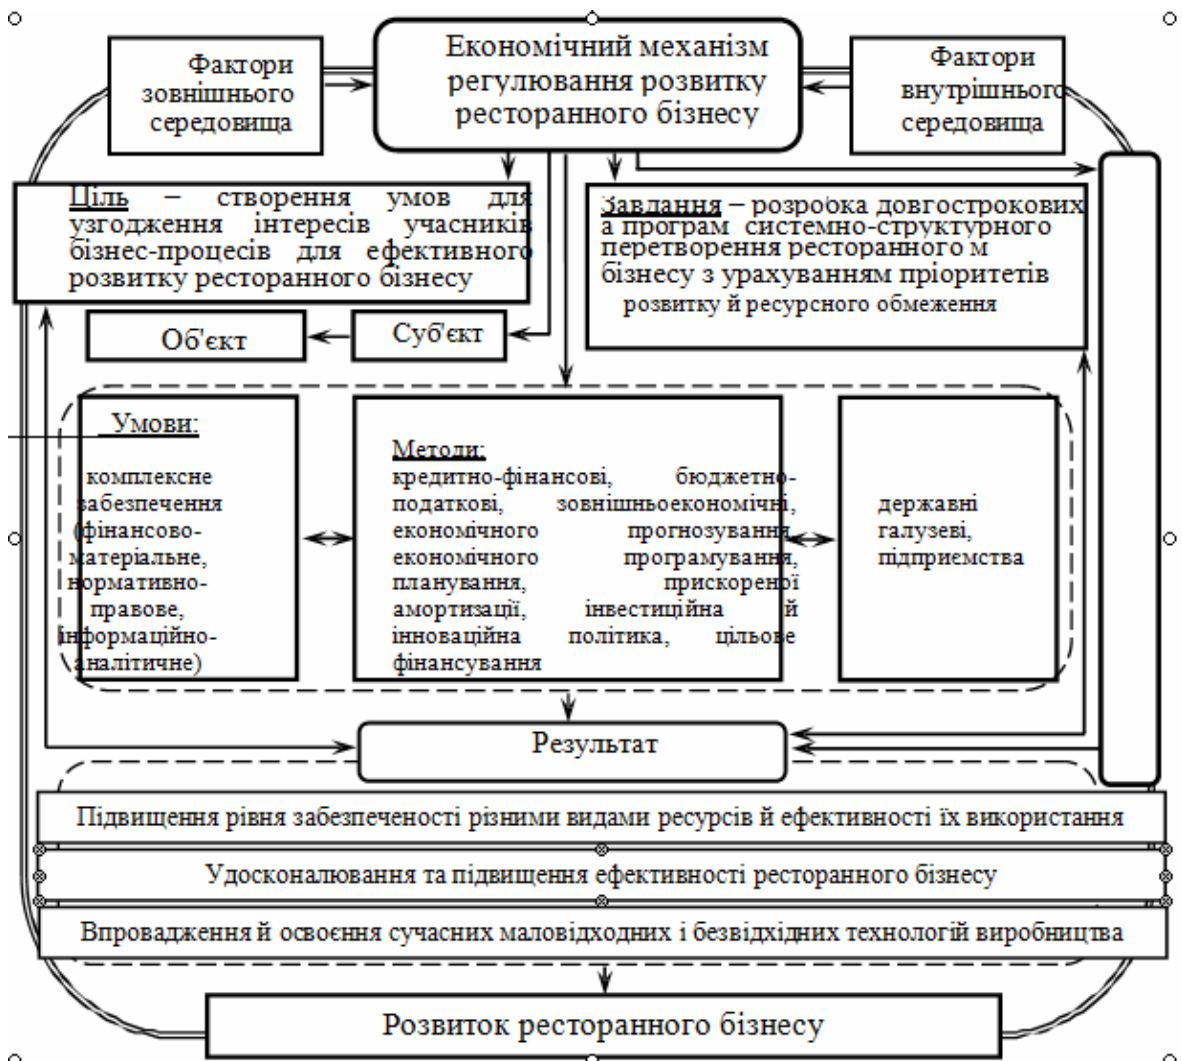 Економічний механізм
регулювання розвитку
ресторанного бізнесу
Фактори
зовнішнього
середовища
Фактори
внутрішнього
середовища
Ціль – створення умов для
узгодження інтересів учасників
бізнес-процесів для ефективного
розвитку ресторанного бізнесу
Завдання – розробка довгострокових
а програм системно-структурного
перетворення ресторанного м
бізнесу з урахуванням пріоритетів
розвитку й ресурсного обмеження
Об'єкт
Суб'єкт
Умови:
комплексне
забезпечення
(фінансово-
матеріальне,
нормативно-
правове,
інформаційно-
аналітичне)
Методи:
кредитно-фінансові, бюджетно-
податкові, зовнішньоекономічні,
економічного прогнозування,
економічного програмування,
планування, прискореної
амортизації, інвестиційна й
інноваційна політика, цільове
фінансування
державні
галузеві,
підприємства
Результат
Підвищення рівня забезпеченості різними видами ресурсів й ефективності їх використання
Удосконалювання та підвищення ефективності ресторанного бізнесу
Впровадження й освоєння сучасних маловідходних і безвідхідних технологій виробництва
Розвиток ресторанного бізнесу